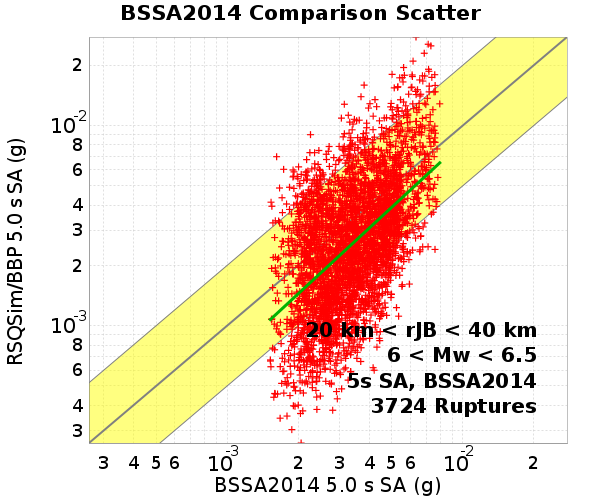 BSSA2014 Comparison Scatter
RSQSim/BBP 5.0 s SA (g)
2
10-2
8
6
4
3
2
10-3
8
6
4
3
20 km < rJB < 40 km
6 < Mw < 6.5
5s SA, BSSA2014
3724 Ruptures
3 4 5 6 10-3 2 3 4 5 6 10-2 2
BSSA2014 5.0 s SA (g)